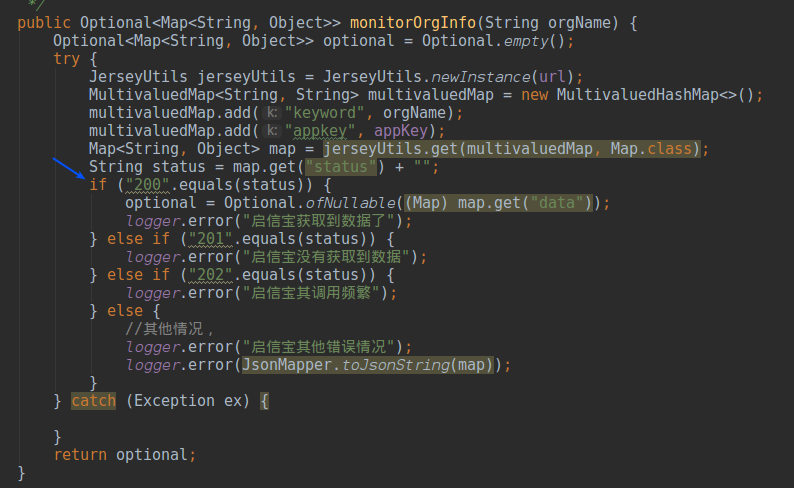 */
public Optional<Map<String, Object>> monitorOrgInfo(String orgName) {
Optional<Map<String, Object>> optional = Optional.empty();
try {
JerseyUtils jerseyUtils = JerseyUtils.newInstance(url);
MultivaluedMap<String, String> multivaluedMap = new MultivaluedHashMap<>();
multivaluedMap.add( k: "keyword", orgName);
multivaluedMap.add( k: "appkey", appKey);
Map<String, Object> map = jerseyUtils.get(multivaluedMap, Map.class);
String status = map.get("status") + "";
if ("200".equals(status)) {
optional = Optional.ofNullable((Map) map.get("data"));
logger.error("启信宝获取到数据了");
} else if ("201".equals(status)) {
logger.error("启信宝没有获取到数据");
} else if ("202".equals(status)) {
logger.error("启信宝其调用频繁");
} else {
//其他情况，
logger.error("启信宝其他错误情况");
logger.error(JsonMapper.toJsonString(map));
}
} catch (Exception ex) {
}
return optional;
}